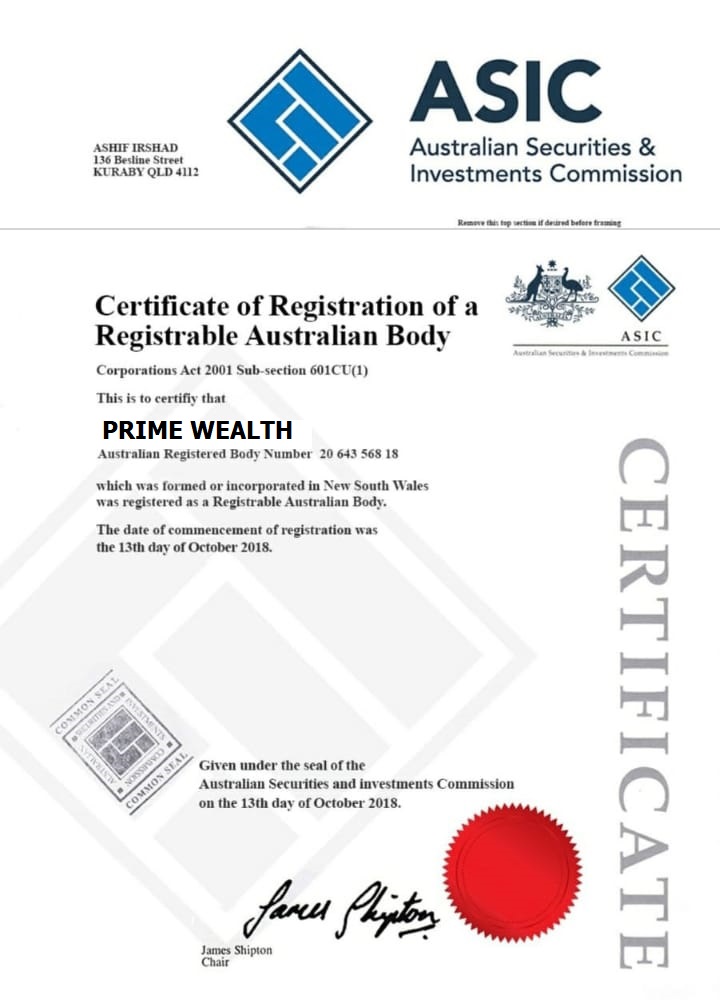 ASIC
Australian Securities &
Investments Commission
ASHIF IRSHAD
136 Besline Street
KURABY QLD 4112
Remove this top section if desired before framing
Certificate of Registration of a
Registrable Australian Body
ASIC
Australian Securities & Investments Commission
Corporations Act 2001 Sub-section 601CU(1)
This is to certifiy that
PRIME WEALTH
Australian Registered Body Number 20 643 568 18
which was formed or incorporated in New South Wales
was registered as a Registrable Australian Body.
The date of commencement of registration was
the 13th day of October 2018.
CERTIFICATE
COMMON SEAL
AUSTRALIAN
SECURITIES AND
INVESTMENTS
COMMISSION
COMMON SEAL
Given under the seal of the
Australian Securities and investments Commission
on the 13th day of October 2018.
James Shipton
James Shipton
Chair